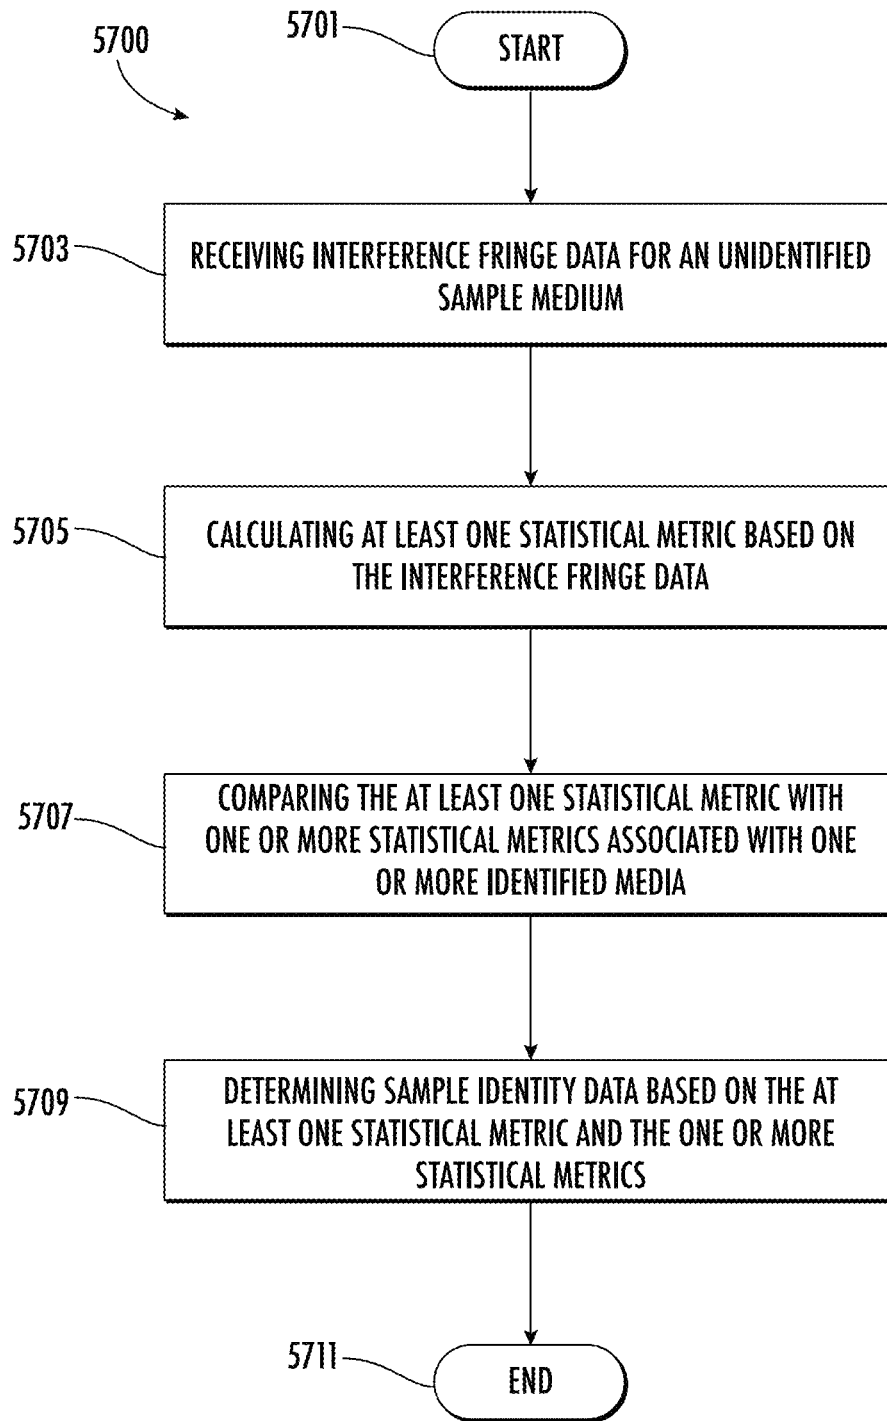 5700
5701
START
5703
RECEIVING INTERFERENCE FRINGE DATA FOR AN UNIDENTIFIED
SAMPLE MEDIUM
5705
CALCULATING AT LEAST ONE STATISTICAL METRIC BASED ON
THE INTERFERENCE FRINGE DATA
5707
COMPARING THE AT LEAST ONE STATISTICAL METRIC WITH
ONE OR MORE STATISTICAL METRICS ASSOCIATED WITH ONE
OR MORE IDENTIFIED MEDIA
5709
DETERMINING SAMPLE IDENTITY DATA BASED ON THE AT
LEAST ONE STATISTICAL METRIC AND THE ONE OR MORE
STATISTICAL METRICS
5711
END